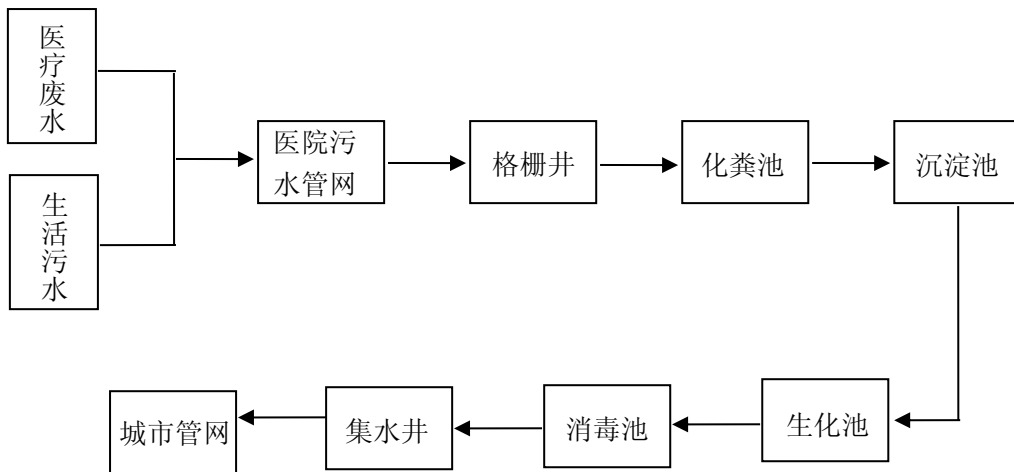 医疗废水
生活污水
医院污
水管网
格栅井
化粪池
沉淀池
生化池
消毒池
集水井
城市管网